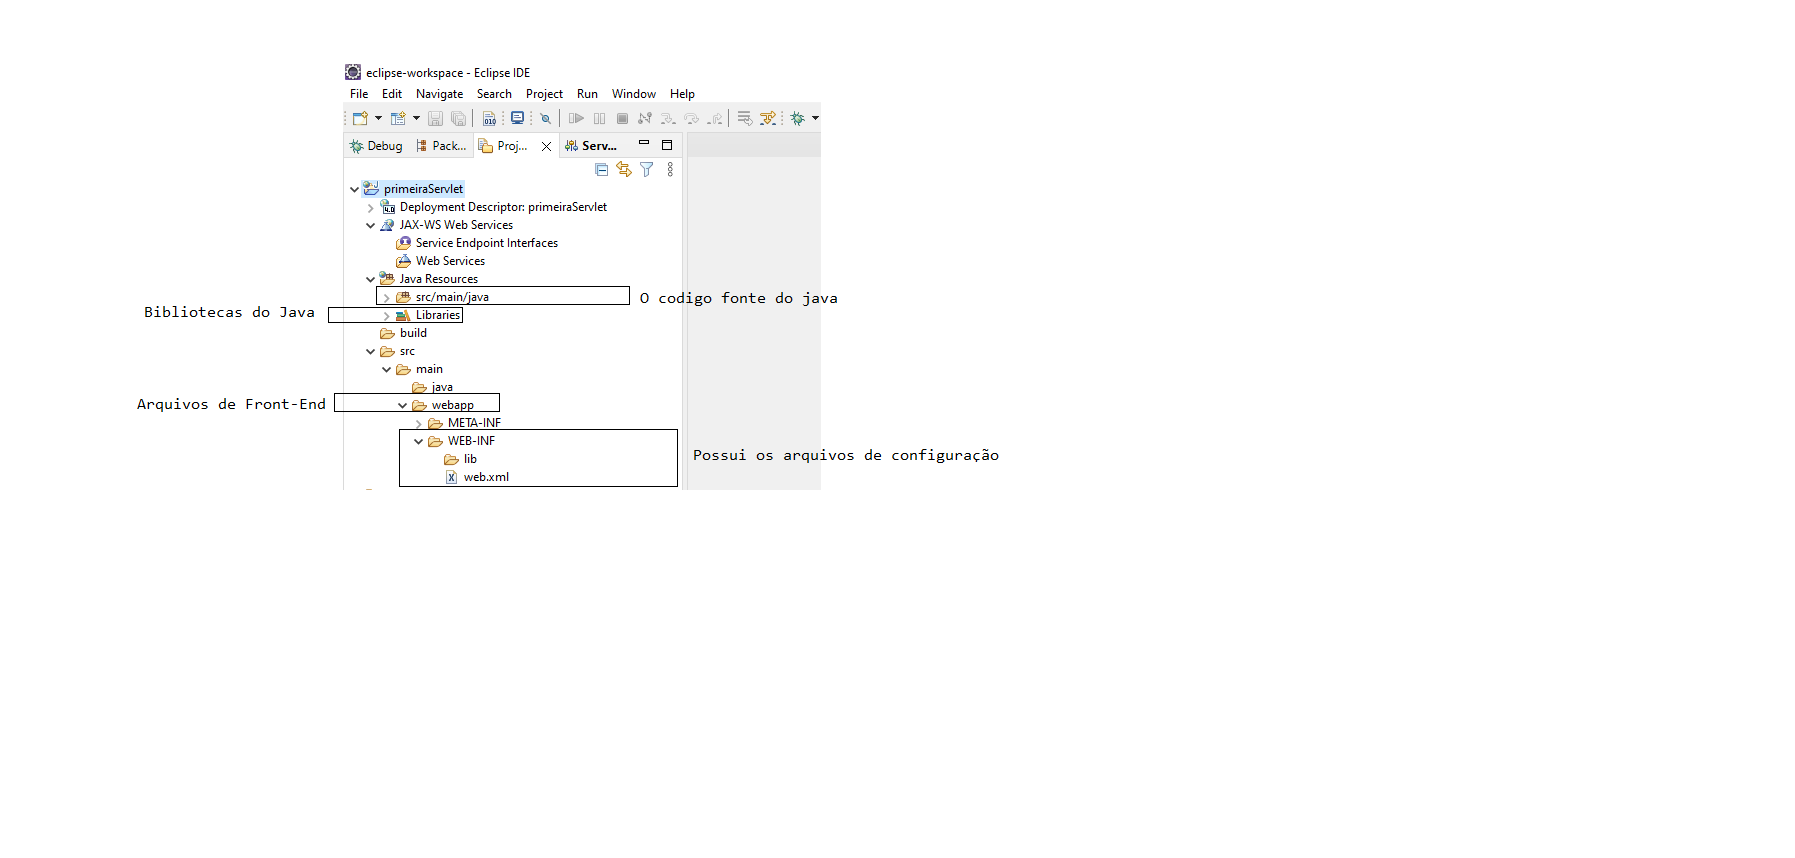 eclipse-workspace - Eclipse IDE
File Edit Navigate Search Project Run Window Help
010
Debug Pack... Proj... Serv...
primeiraServlet
4.0 Deployment Descriptor: primeiraServlet
JAX-WS Web Services
Service Endpoint Interfaces
Web Services
Java Resources
src/main/java O codigo fonte do java
Bibliotecas do Java Libraries
build
src
main
java
Arquivos de Front-End webapp
META-INF
WEB-INF
lib Possui os arquivos de configuração
web.xml